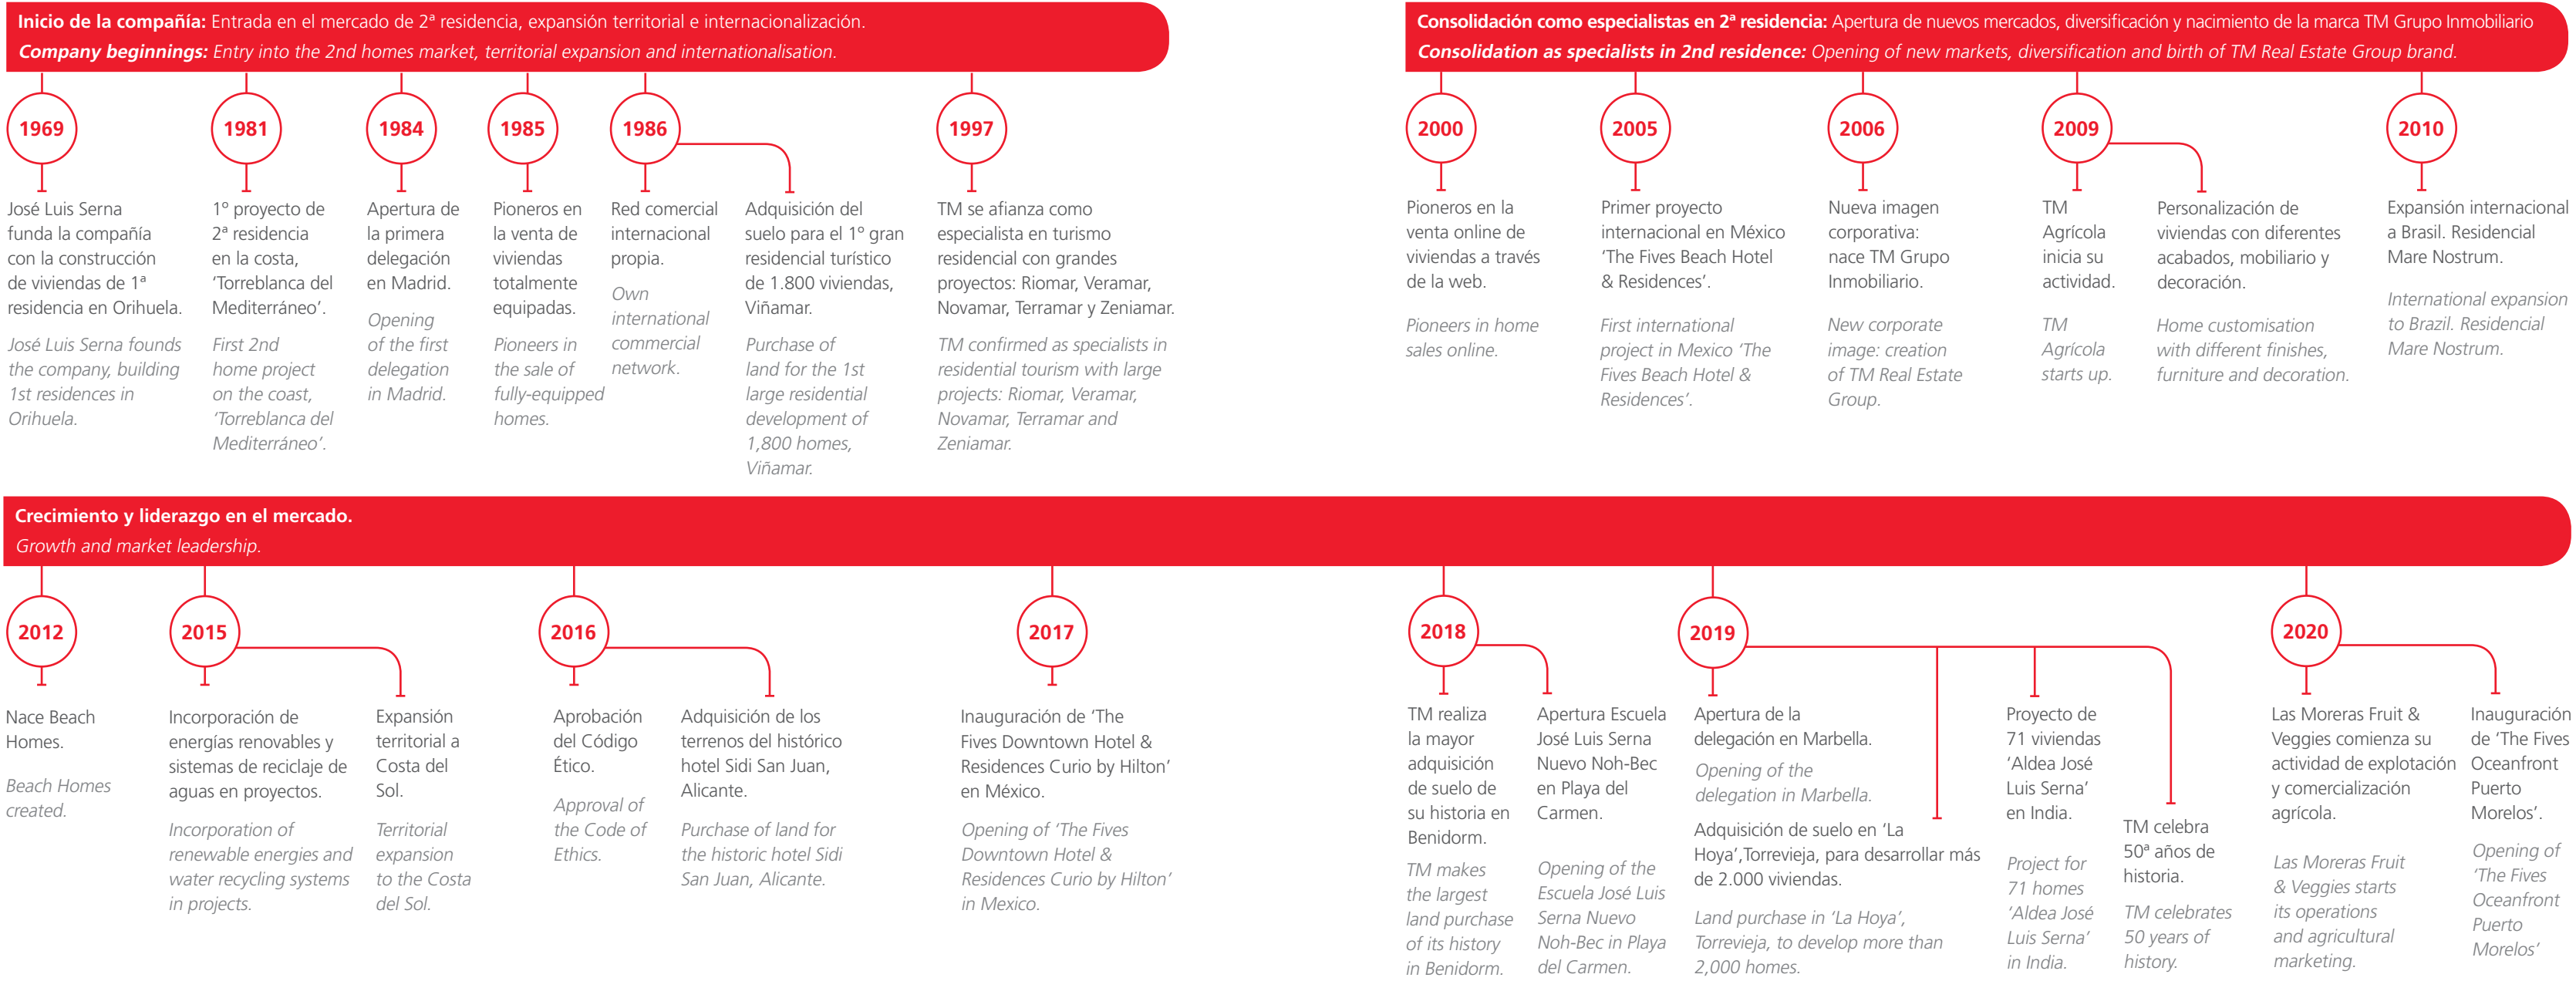 Inicio de la compañía: Entrada en el mercado de 2ª residencia, expansión territorial e internacionalización.
Company beginnings: Entry into the 2nd homes market, territorial expansion and internationalisation.
1969
José Luis Serna
funda la compañía
con la construcción
de viviendas de 1ª
residencia en Orihuela.
José Luis Serna founds
the company, building
1st residences in
Orihuela.
1981
1º proyecto de
2ª residencia
en la costa,
‘Torreblanca del
Mediterráneo’.
First 2nd
home project
on the coast,
‘Torreblanca del
Mediterráneo’.
1984
Apertura de
la primera
delegación
en Madrid.
Opening
of the first
delegation
in Madrid.
1985
Pioneros en
la venta de
viviendas
totalmente
equipadas.
Pioneers in
the sale of
fully-equipped
homes.
1986
Red comercial
internacional
propia.
Own
international
commercial
network.
Adquisición del
suelo para el 1º gran
residencial turístico
de 1.800 viviendas,
Viñamar.
Purchase of
land for the 1st
large residential
development of
1,800 homes,
Viñamar.
1997
TM se afianza como
especialista en turismo
residencial con grandes
proyectos: Riomar, Veramar,
Novamar, Terramar y Zeniamar.
TM confirmed as specialists in
residential tourism with large
projects: Riomar, Veramar,
Novamar, Terramar and
Zeniamar.
Consolidación como especialistas en 2ª residencia: Apertura de nuevos mercados, diversificación y nacimiento de la marca TM Grupo Inmobiliario
Consolidation as specialists in 2nd residence: Opening of new markets, diversification and birth of TM Real Estate Group brand.
2000
Pioneros en la
venta online de
viviendas a través
de la web.
Pioneers in home
sales online.
2005
Primer proyecto
internacional en México
‘The Fives Beach Hotel
& Residences’.
First international
project in Mexico ‘The
Fives Beach Hotel &
Residences’.
2006
Nueva imagen
corporativa:
nace TM Grupo
Inmobiliario.
New corporate
image: creation
of TM Real Estate
Group.
2009
TM
Agrícola
inicia su
actividad.
TM
Agrícola
starts up.
Personalización de
viviendas con diferentes
acabados, mobiliario y
decoración.
Home customisation
with different finishes,
furniture and decoration.
2010
Expansión internacional
a Brasil. Residencial
Mare Nostrum.
International expansion
to Brazil. Residencial
Mare Nostrum.
Crecimiento y liderazgo en el mercado.
Growth and market leadership.
2012
Nace Beach
Homes.
Beach Homes
created.
2015
Incorporación de
energías renovables y
sistemas de reciclaje de
aguas en proyectos.
Incorporation of
renewable energies and
water recycling systems
in projects.
Expansión
territorial a
Costa del
Sol.
Territorial
expansion
to the Costa
del Sol.
2016
Aprobación
del Código
Ético.
Approval of
the Code of
Ethics.
Adquisición de los
terrenos del histórico
hotel Sidi San Juan,
Alicante.
Purchase of land for
the historic hotel Sidi
San Juan, Alicante.
2017
Inauguración de ‘The
Fives Downtown Hotel &
Residences Curio by Hilton’
en México.
Opening of ‘The Fives
Downtown Hotel &
Residences Curio by Hilton’
in Mexico.
2018
TM realiza
la mayor
adquisición
de suelo de
su historia en
Benidorm.
TM makes
the largest
land purchase
of its history
in Benidorm.
Apertura Escuela
José Luis Serna
Nuevo Noh-Bec
en Playa del
Carmen.
Opening of the
Escuela José Luis
Serna Nuevo
Noh-Bec in Playa
del Carmen.
2019
Apertura de la
delegación en Marbella.
Opening of the
delegation in Marbella.
Adquisición de suelo en ‘La
Hoya’,Torrevieja, para desarrollar más
de 2.000 viviendas.
Land purchase in ‘La Hoya’,
Torrevieja, to develop more than
2,000 homes.
Proyecto de
71 viviendas
‘Aldea José
Luis Serna’
en India.
Project for
71 homes
‘Aldea José
Luis Serna’
in India.
TM celebra
50ª años de
historia.
TM celebrates
50 years of
history.
2020
Las Moreras Fruit &
Veggies comienza su
actividad de explotación
y comercialización
agrícola.
Las Moreras Fruit
& Veggies starts
its operations
and agricultural
marketing.
Inauguración
de ‘The Fives
Oceanfront
Puerto
Morelos’.
Opening of
‘The Fives
Oceanfront
Puerto
Morelos’